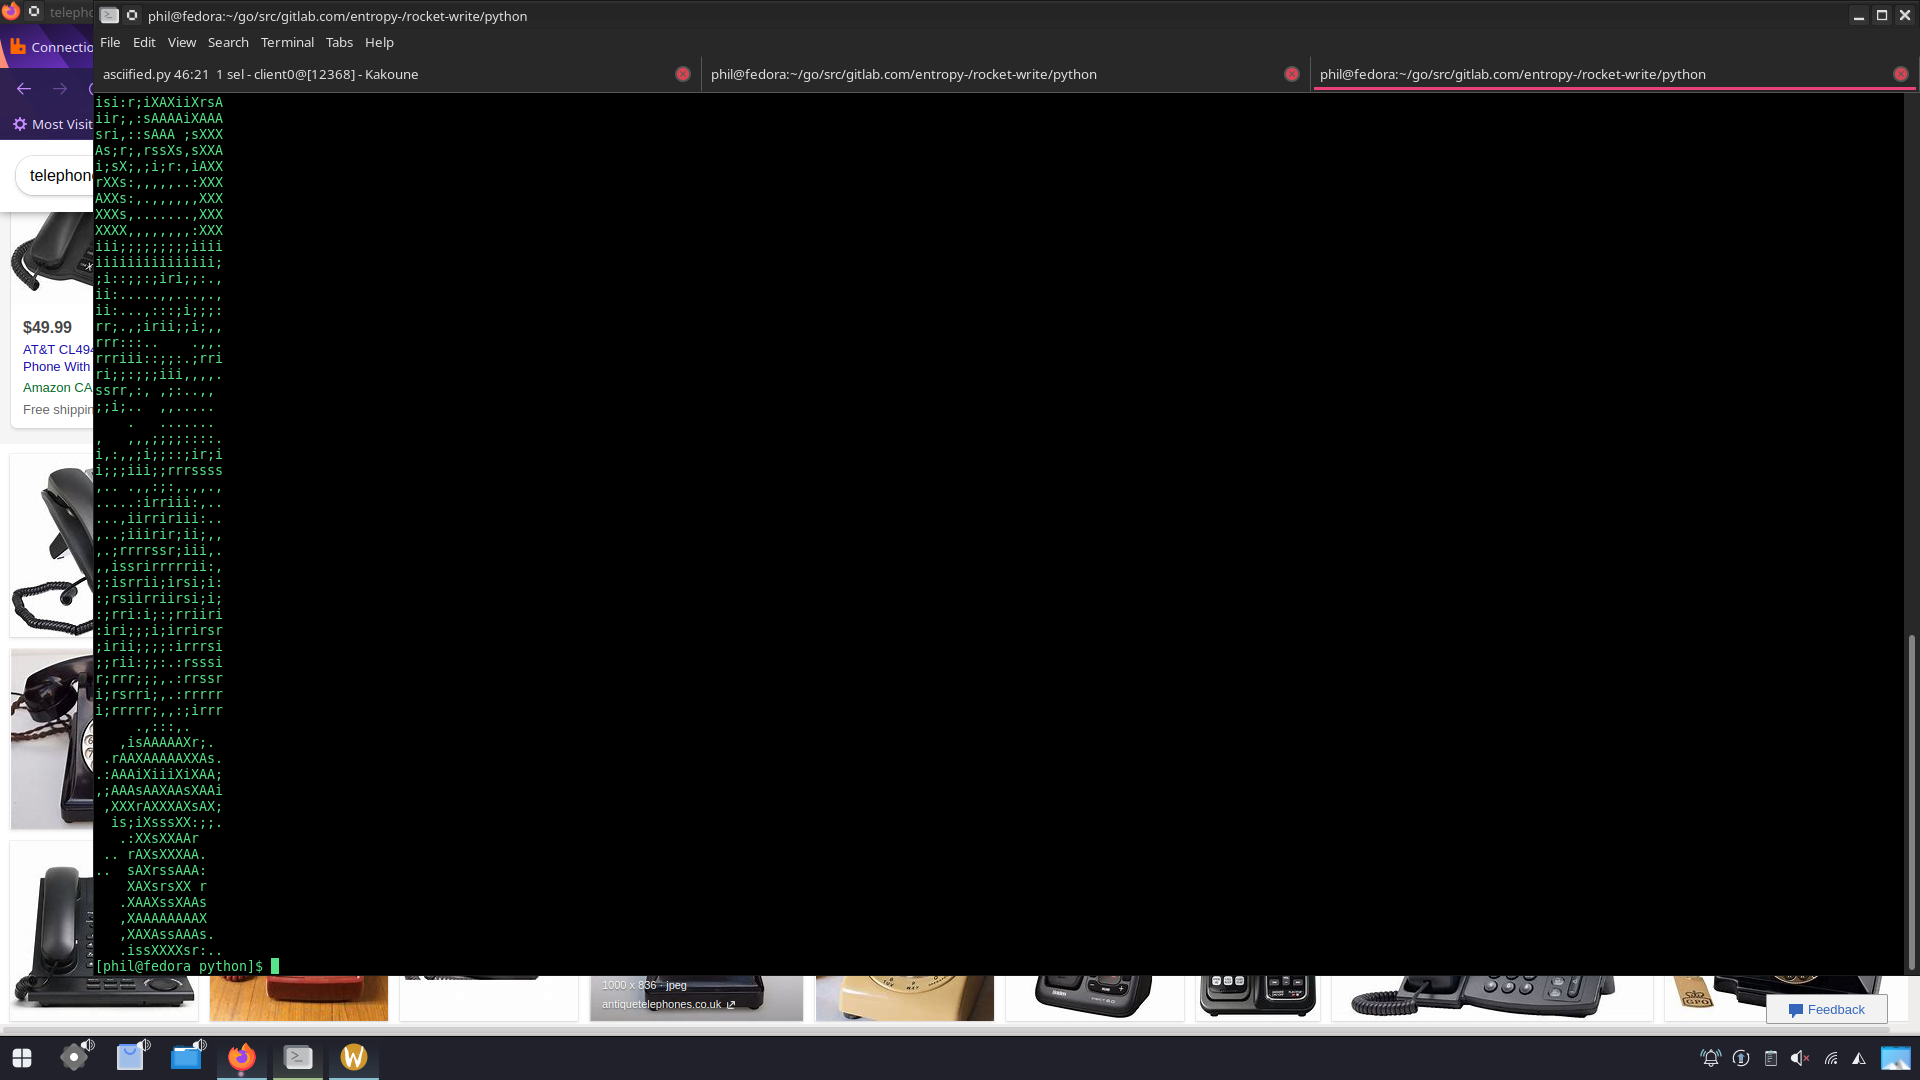 telepho
phil@fedora:~/go/src/gitlab.com/entropy-/rocket-write/python
Connectio
File Edit View Search Terminal Tabs Help
asciified.py 46:21 1 sel - client0@[12368] - Kakoune
phil@fedora:~/go/src/gitlab.com/entropy-/rocket-write/python
phil@fedora:~/go/src/gitlab.com/entropy-/rocket-write/python
Most Visit
telephon
$49.99
AT&T CL494
Phone With
Amazon CA
Free shippin
isi:r;iXAXiiXrsA
iir;,:sAAAAiXAAA
sri,::sAAA ;sXXX
As;r;,rssXs,sXXA
i;sX;,;i;r:,iAXX
rXXs:,,,,,..:XXX
AXXs:,.,,,,,,XXX
XXXs,.......,XXX
XXXX,,,,,,,,:XXX
iii;;;;;;;;;iiii
iiiiiiiiiiiiiii;
;i::;;:;iri;;:.,
ii:.....,,...,.,
ii:...,:::;i;;;:
rr;.,;irii;;i;,,
rrr:::..    .,,.
rrriii::;;:.;rri
ri;;:;;;iii,,,,.
ssrr,:, ,;:..,,
;;i;..  ,,.....
    .   .......
,   ,,,;;;;::::.
i,:,,;i;;::;ir;i
i;;;iii;;rrrssss
,.. .,,:;:,.,,.,
.....:irriii:,..
...,iirririii:..
,..;iiirir;ii;,,
,.;rrrrssr;iii,.
,,issrirrrrrii:,
;:isrrii;irsi;i:
:;rsiirriirsi;i;
:;rri:i;:;rriiri
:iri;;;i;irrirsr
;irii;;;;:irrrsi
;;rii:;;:.:rsssi
r;rrr;;;,.:rrssr
i;rsrri;,.:rrrrr
i;rrrrr;,,:;irrr
     .,:::,.
   ,isAAAAAXr;.
 .rAAXAAAAAXXAs.
.:AAAiXiiiXiXAA;
,;AAAsAAXAAsXAAi
 ,XXXrAXXXAXsAX;
  is;iXsssXX:;;.
   .:XXsXXAAr
 .. rAXsXXXAA.
..  sAXrssAAA:
    XAXsrsXX r
   .XAAXssXAAs
   ,XAAAAAAAAX
   ,XAXAssAAAs.
   .issXXXXsr:..
[phil@fedora python]$
1000 x 836 · jpeg
antiquetelephones.co.uk
GPO
Feedback